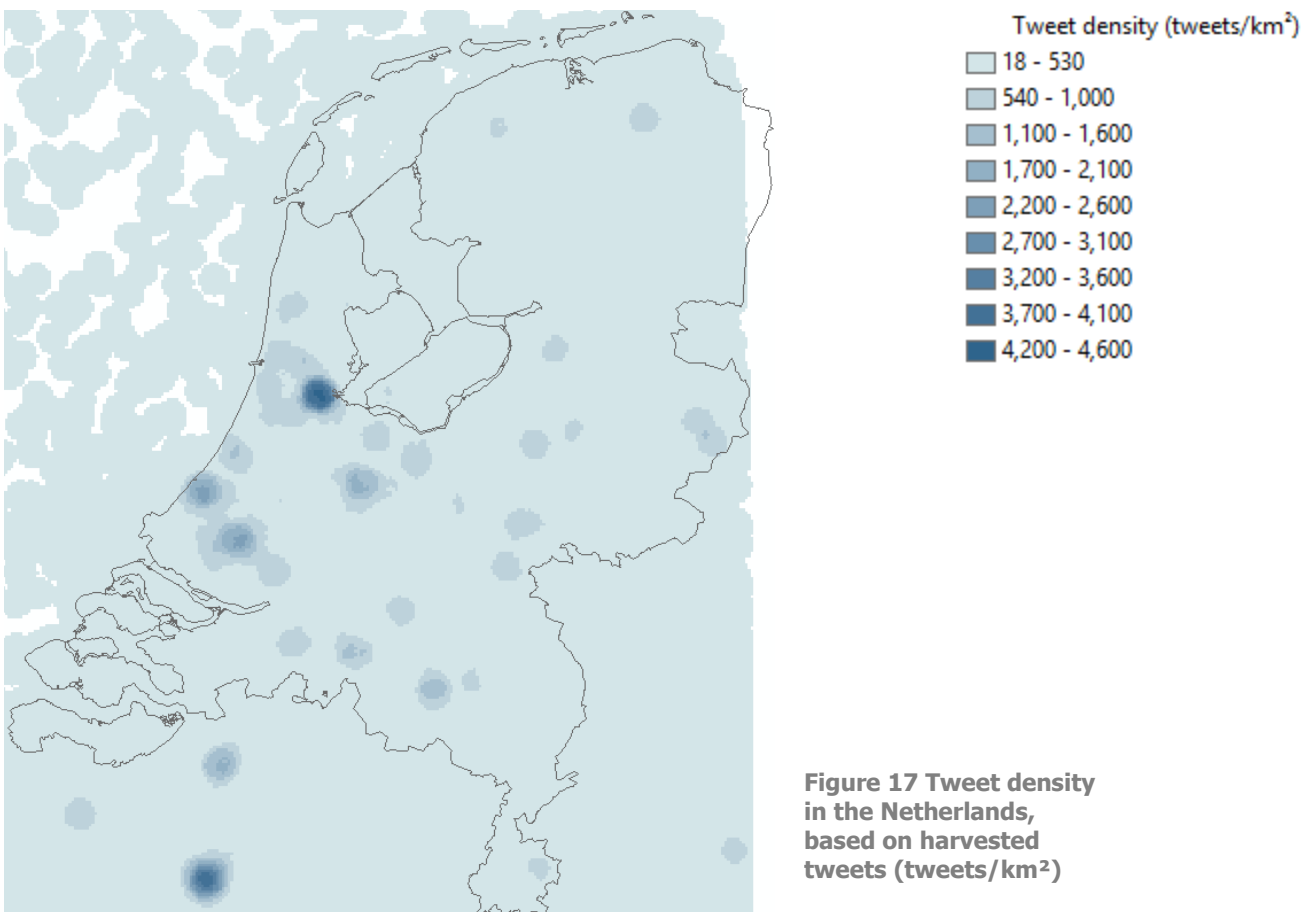 Tweet density (tweets/km²)
18 - 530
540 - 1,000
1,100 - 1,600
1,700 - 2,100
2,200 - 2,600
2,700 - 3,100
3,200 - 3,600
3,700 - 4,100
4,200 - 4,600
Figure 17 Tweet density
in the Netherlands,
based on harvested
tweets (tweets/km²)